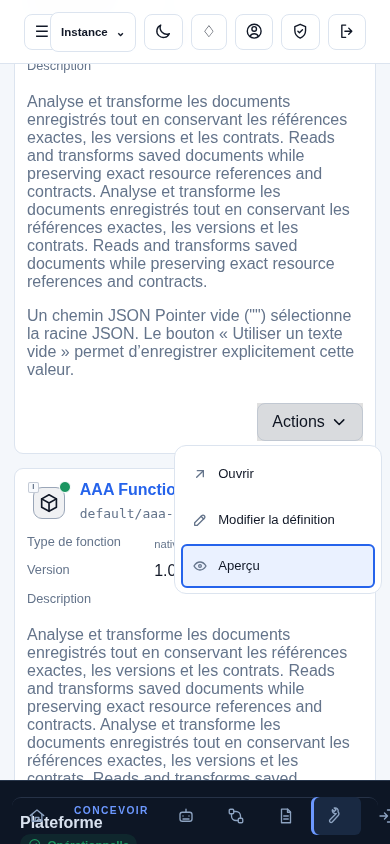 Instance
Description
Analyse et transforme les documents
enregistrés tout en conservant les références
exactes, les versions et les contrats. Reads
and transforms saved documents while
preserving exact resource references and
contracts. Analyse et transforme les
documents enregistrés tout en conservant les
références exactes, les versions et les
contrats. Reads and transforms saved
documents while preserving exact resource
references and contracts.
Un chemin JSON Pointer vide ("") sélectionne
la racine JSON. Le bouton « Utiliser un texte
vide » permet d’enregistrer explicitement cette
valeur.
Actions
Ouvrir
Modifier la définition
Aperçu
AAA Functio
default/aaa-
Type de fonction
nativ
Version
1.0
Description
Analyse et transforme les documents
enregistrés tout en conservant les références
exactes, les versions et les contrats. Reads
and transforms saved documents while
preserving exact resource references and
contracts. Analyse et transforme les
documents enregistrés tout en conservant les
références exactes, les versions et les
contrats. Reads and transforms saved
CONCEVOIR
Plateforme
Opérationnelle